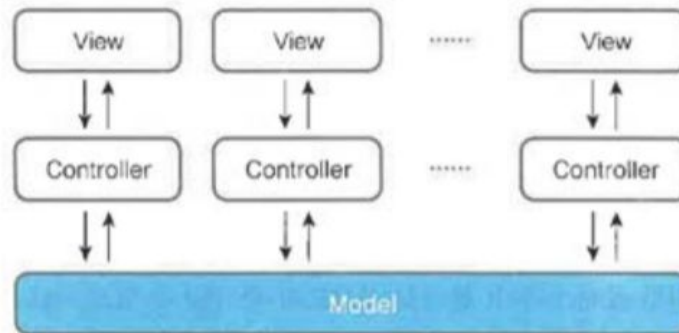 View View ...... View
Controller Controller ...... Controller
Model